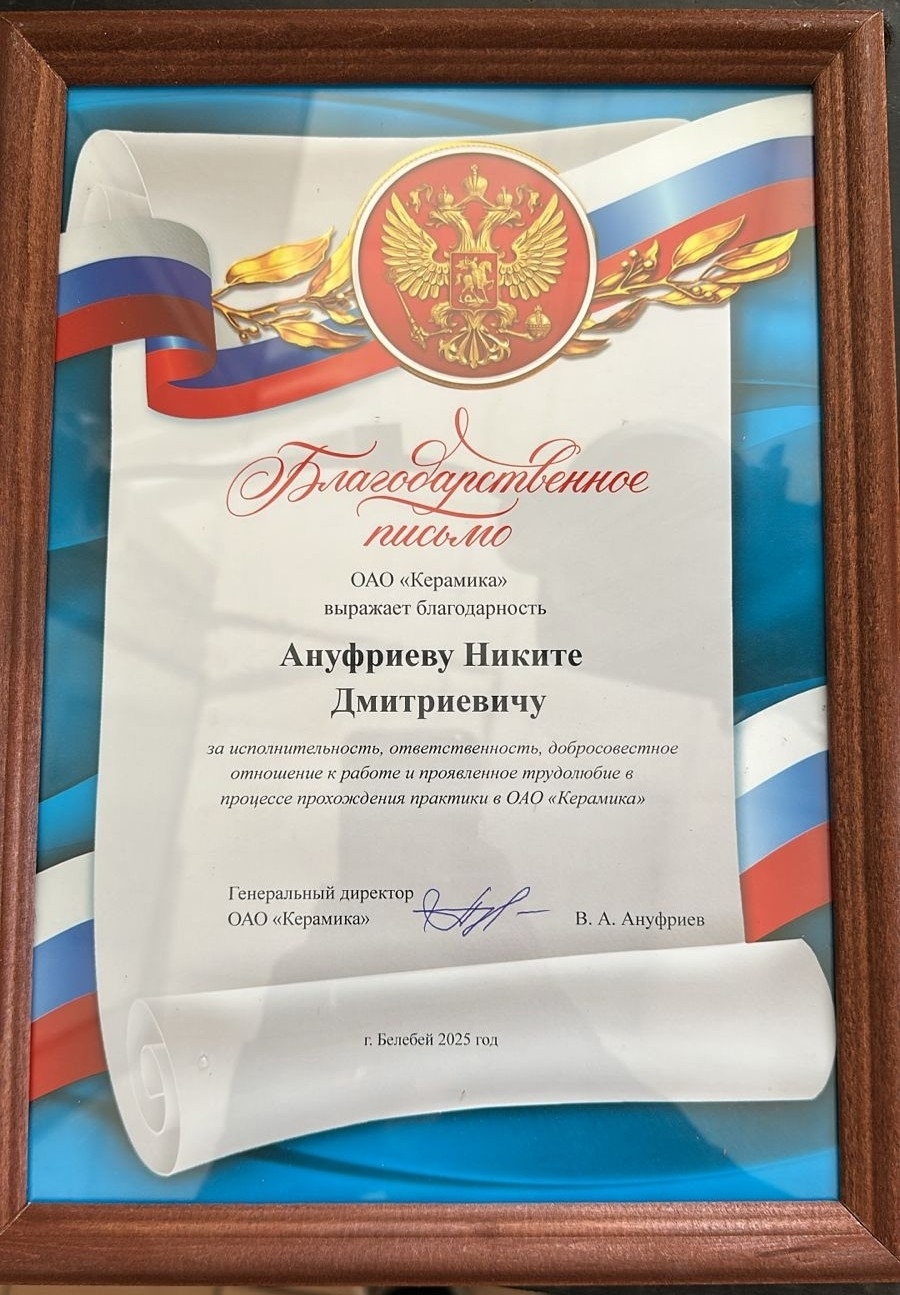 Благодарственное
письмо
ОАО «Керамика»
выражает благодарность
Ануфриеву Никите
Дмитриевичу
за исполнительность, ответственность, добросовестное
отношение к работе и проявленное трудолюбие в
процессе прохождения практики в ОАО «Керамика»
Генеральный директор
ОАО «Керамика» В. А. Ануфриев
г. Белебей 2025 год